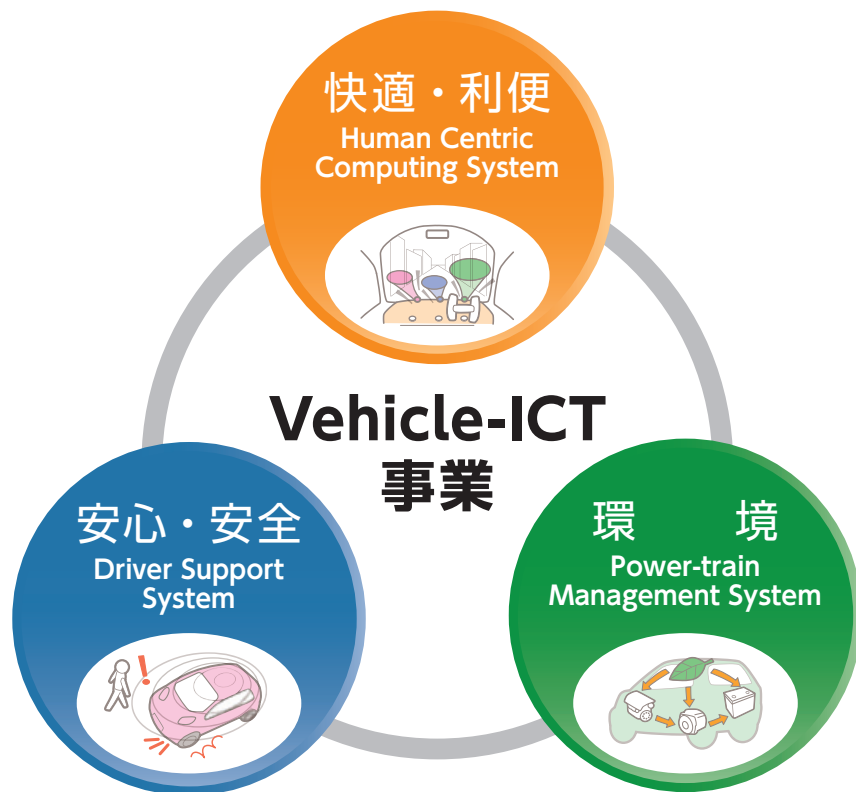 快適・利便
Human Centric
Computing System
Vehicle-ICT
事業
安心・安全
Driver Support
System
環　境
Power-train
Management System